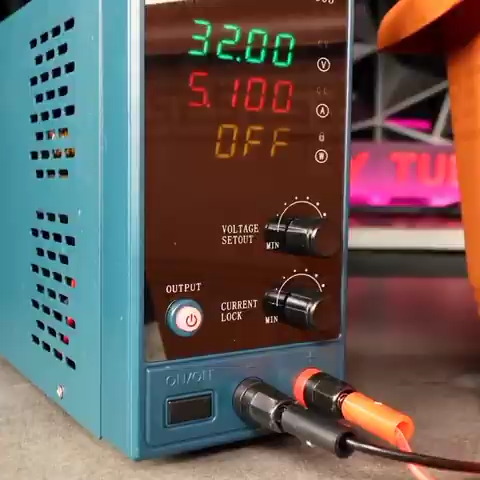 32.00
V
5.100
A
OFF
W
VOLTAGE
SETOUT
MIN
OUTPUT
CURRENT
LOCK
MIN
ON/OFF